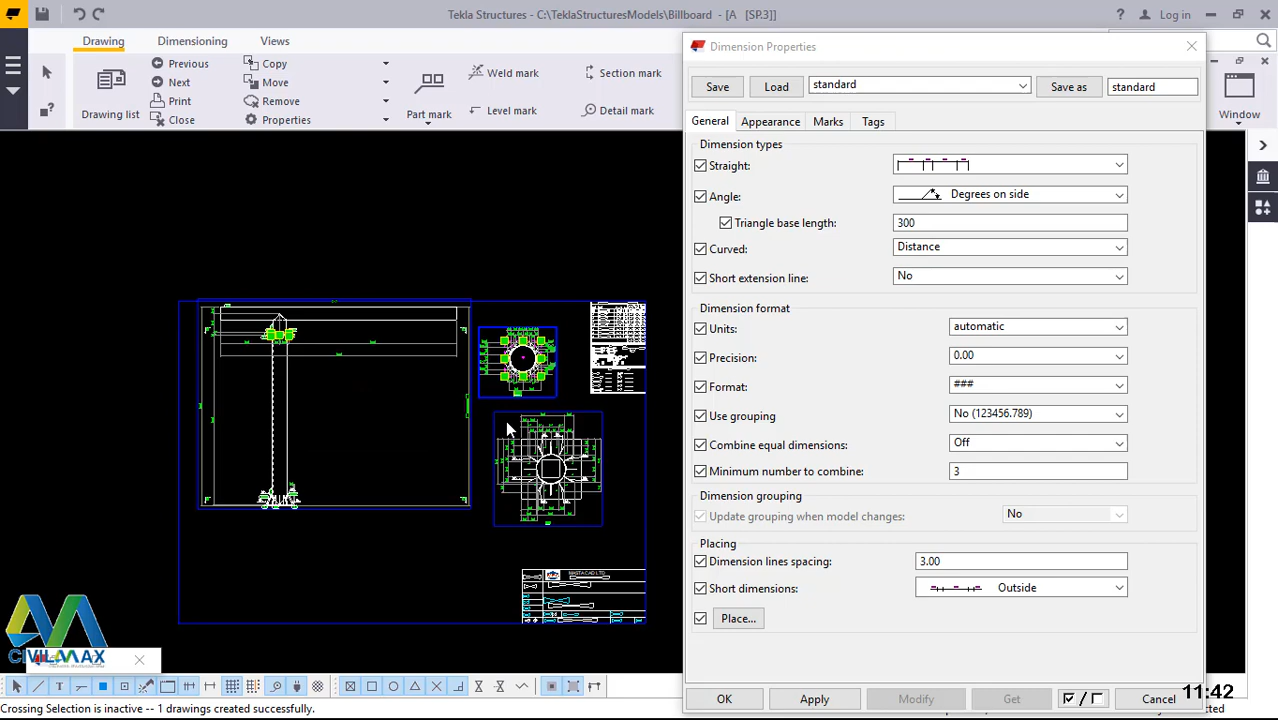 Tekla Structures - C:\TeklaStructuresModels\Billboard - [A [SP.3]]
? Log in
Drawing Dimensioning Views
Previous
Next
Print
Close
Copy
Move
Remove
Properties
Drawing list
Part mark
Weld mark
Level mark
Section mark
Detail mark
Window
Dimension Properties
Save Load standard Save as standard
General Appearance Marks Tags
Dimension types
Straight:
Angle: Degrees on side
Triangle base length: 300
Curved: Distance
Short extension line: No
Dimension format
Units: automatic
Precision: 0.00
Format: ###
Use grouping No (123456.789)
Combine equal dimensions: Off
Minimum number to combine: 3
Dimension grouping
Update grouping when model changes: No
Placing
Dimension lines spacing: 3.00
Short dimensions: Outside
Place...
OK Apply Modify Get / Cancel
CIVILMAX
11:42
Crossing Selection is inactive -- 1 drawings created successfully.